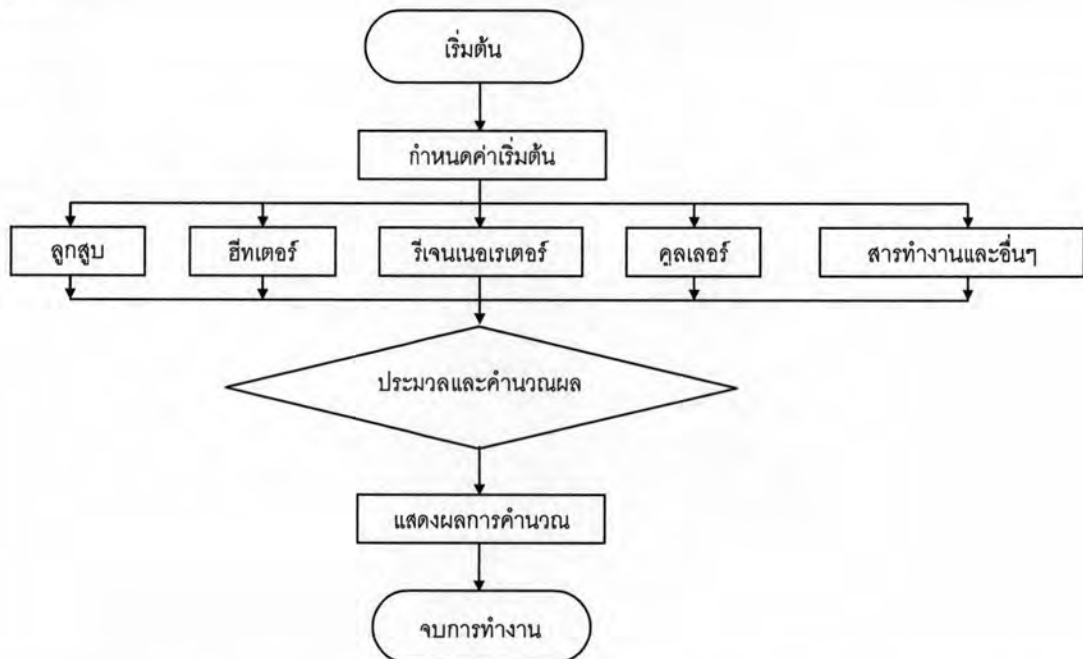 เริ่มต้น
กำหนดค่าเริ่มต้น
ลูกสูบ
ฮีทเตอร์
รีเจนเนอเรเตอร์
คูลเลอร์
สารทำงานและอื่นๆ
ประมวลและคำนวณผล
แสดงผลการคำนวณ
จบการทำงาน